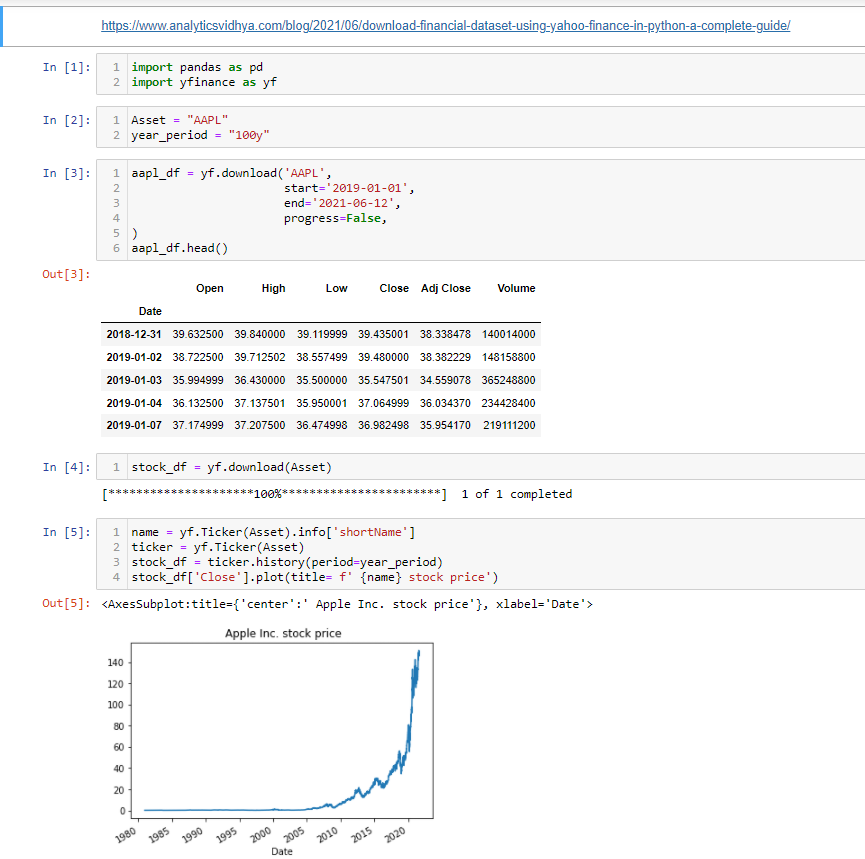 https://www.analyticsvidhya.com/blog/2021/06/download-financial-dataset-using-yahoo-finance-in-python-a-complete-guide/
In [1]:
1 import pandas as pd
2 import yfinance as yf
In [2]:
1 Asset = "AAPL"
2 year_period = "100y"
In [3]:
1 aapl_df = yf.download('AAPL',
2                      start='2019-01-01',
3                      end='2021-06-12',
4                      progress=False,
5 )
6 aapl_df.head()
Out[3]:
Open High Low Close Adj Close Volume
Date
2018-12-31 39.632500 39.840000 39.119999 39.435001 38.338478 140014000
2019-01-02 38.722500 39.712502 38.557499 39.480000 38.382229 148158800
2019-01-03 35.994999 36.430000 35.500000 35.547501 34.559078 365248800
2019-01-04 36.132500 37.137501 35.950001 37.064999 36.034370 234428400
2019-01-07 37.174999 37.207500 36.474998 36.982498 35.954170 219111200
In [4]:
1 stock_df = yf.download(Asset)
[*********************100%***********************]  1 of 1 completed
In [5]:
1 name = yf.Ticker(Asset).info['shortName']
2 ticker = yf.Ticker(Asset)
3 stock_df = ticker.history(period=year_period)
4 stock_df['Close'].plot(title= f' {name} stock price')
Out[5]: <AxesSubplot:title={'center':' Apple Inc. stock price'}, xlabel='Date'>
Apple Inc. stock price
140
120
100
80
60
40
20
0
1980 1985 1990 1995 2000 2005 2010 2015 2020
Date